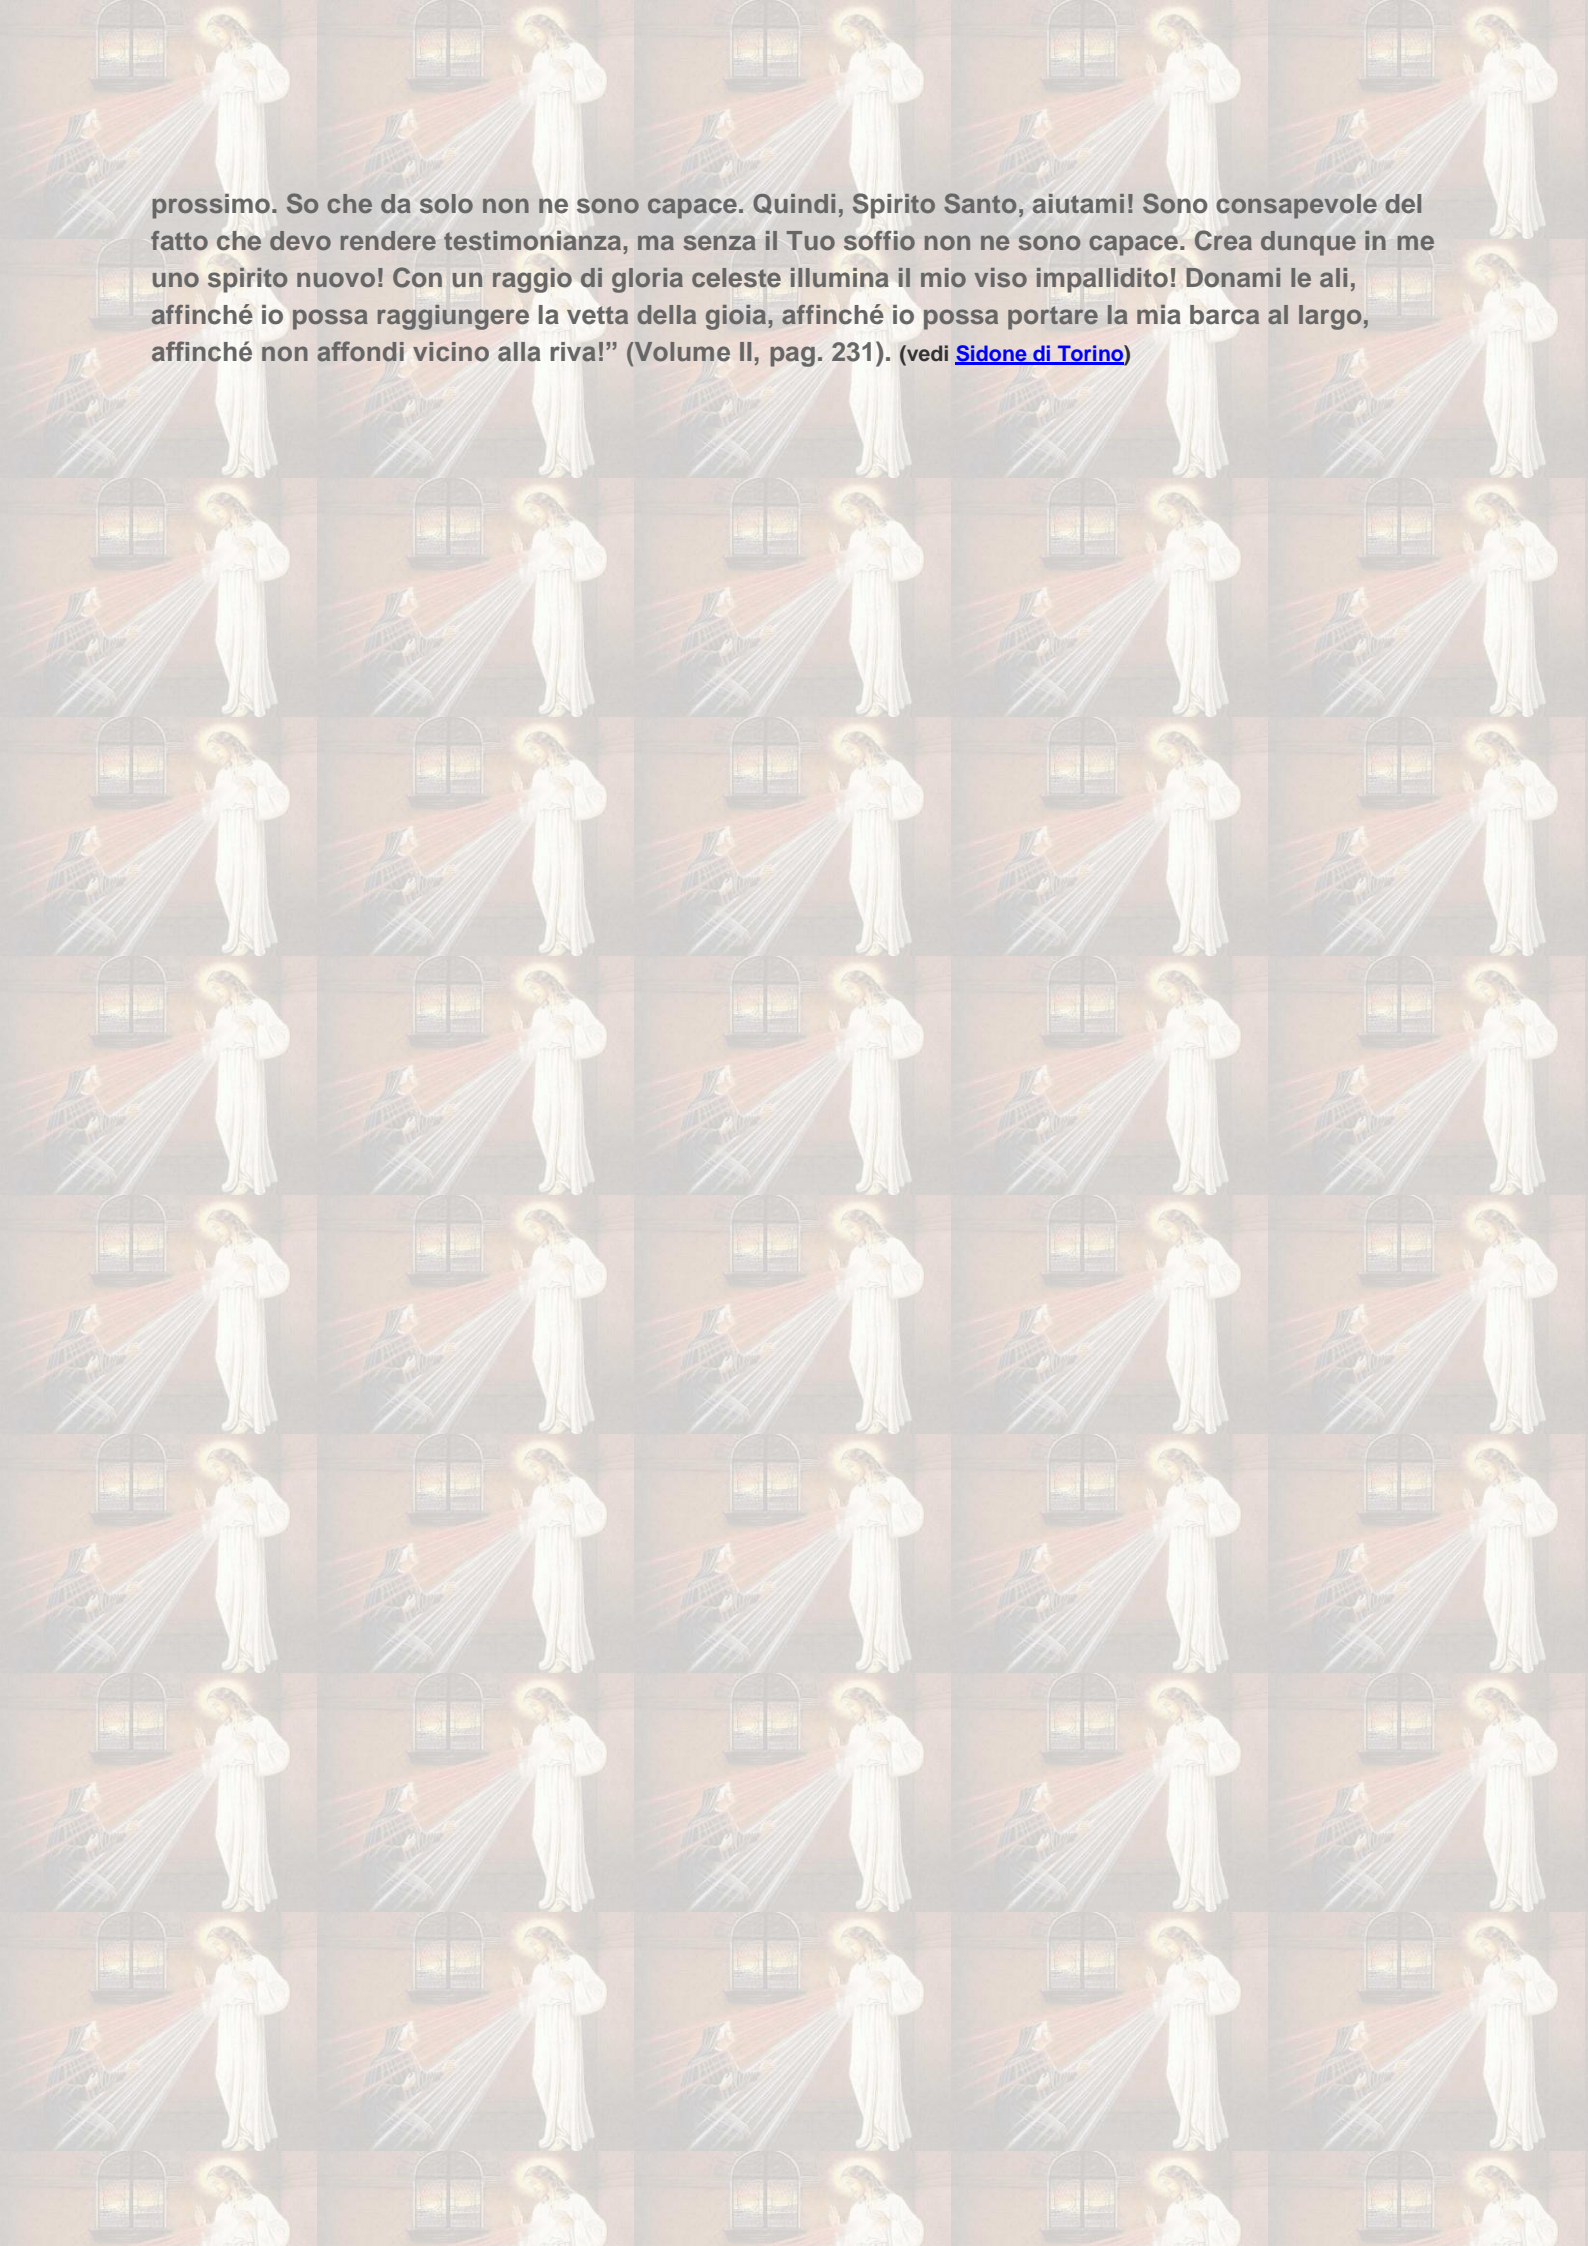 prossimo. So che da solo non ne sono capace. Quindi, Spirito Santo, aiutami! Sono consapevole del
fatto che devo rendere testimonianza, ma senza il Tuo soffio non ne sono capace. Crea dunque in me
uno spirito nuovo! Con un raggio di gloria celeste illumina il mio viso impallidito! Donami le ali,
affinché io possa raggiungere la vetta della gioia, affinché io possa portare la mia barca al largo,
affinché non affondi vicino alla riva!” (Volume II, pag. 231). (vedi Sidone di Torino)